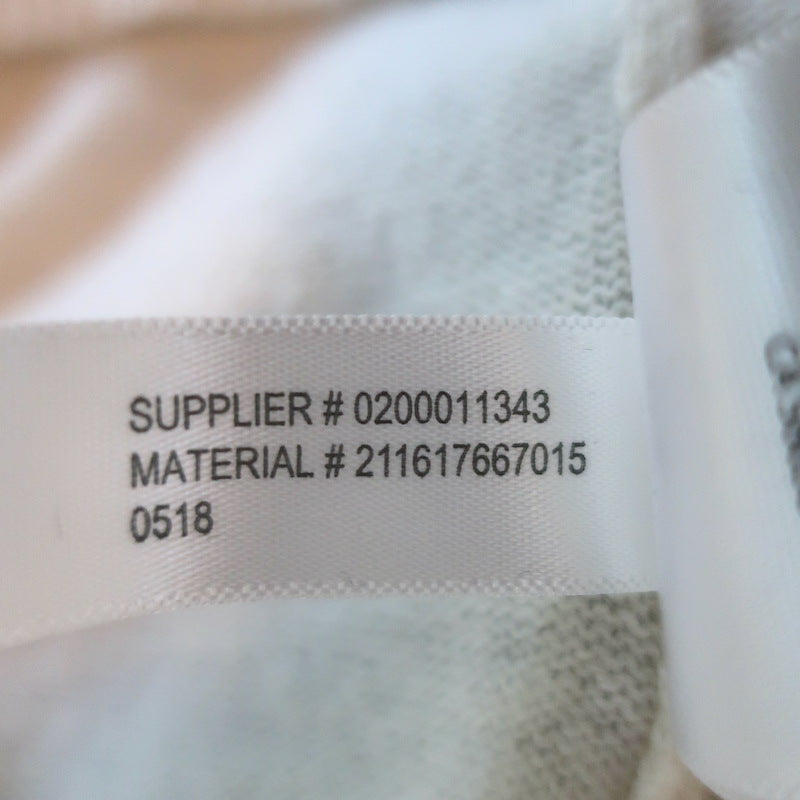 SUPPLIER # 0200011343
MATERIAL # 211617667015
0518